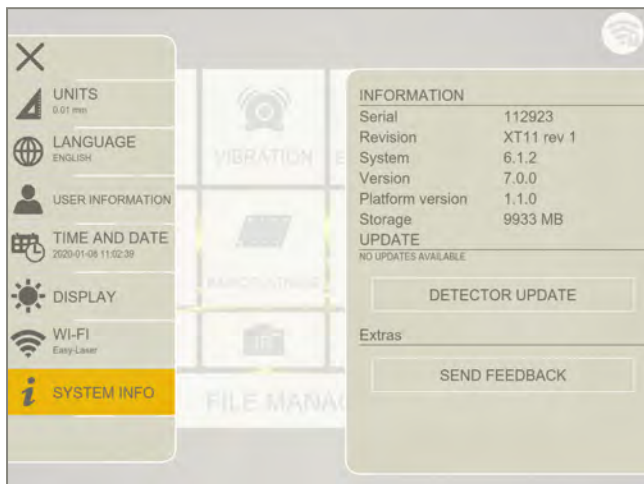 UNITS
0.01 mm
LANGUAGE
ENGLISH
USER INFORMATION
TIME AND DATE
2020-01-08 11:02:39
DISPLAY
WI-FI
Easy-Laser
SYSTEM INFO
VIBRATION
IR
FILE MANA
INFORMATION
Serial 112923
Revision XT11 rev 1
System 6.1.2
Version 7.0.0
Platform version 1.1.0
Storage 9933 MB
UPDATE
NO UPDATES AVAILABLE
DETECTOR UPDATE
Extras
SEND FEEDBACK